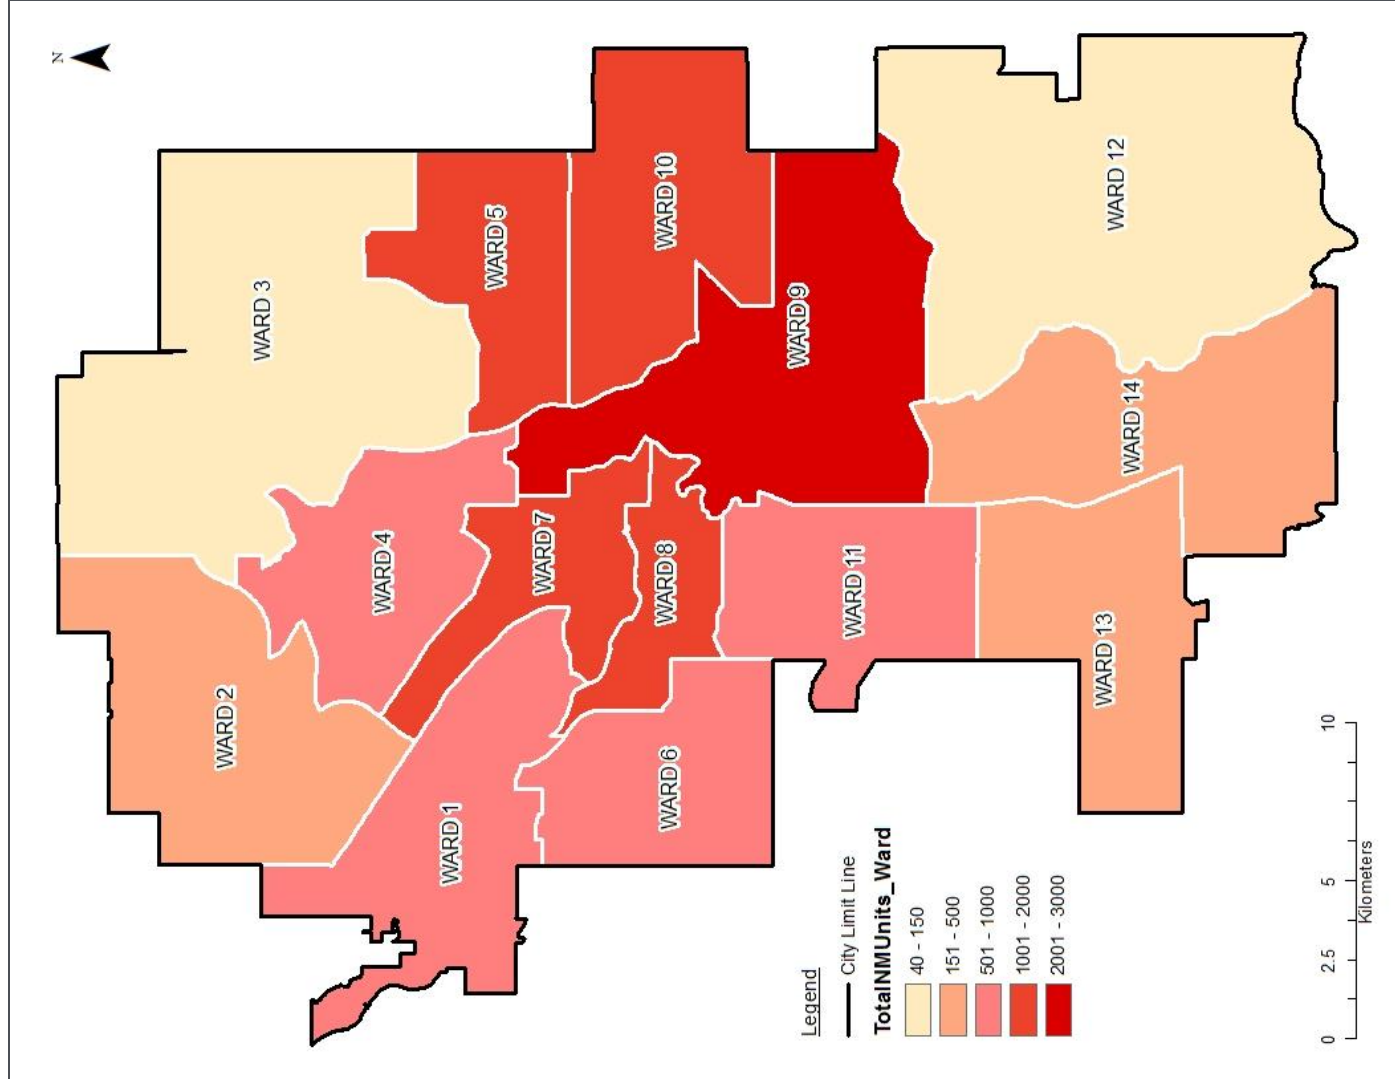 N
WARD 2
WARD 3
WARD 1
WARD 4
WARD 5
WARD 7
WARD 6
WARD 8
WARD 10
WARD 9
WARD 11
WARD 13
WARD 14
WARD 12
Legend
City Limit Line
TotalNMUnits_Ward
40 - 150
151 - 500
501 - 1000
1001 - 2000
2001 - 3000
0 2.5 5 10
Kilometers